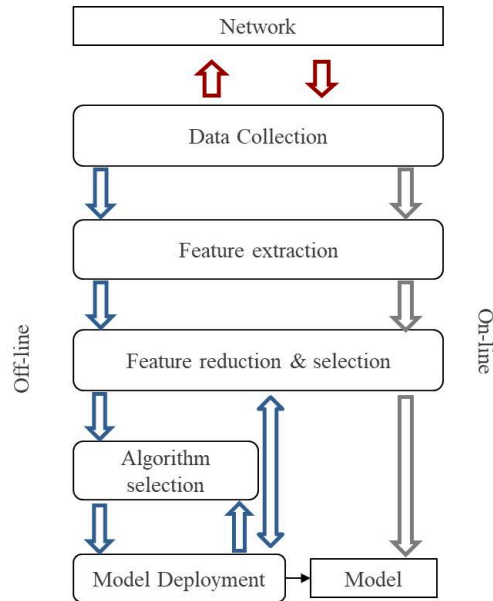 Network
Data Collection
Feature extraction
Off-line
On-line
Feature reduction & selection
Algorithm
selection
Model Deployment
Model